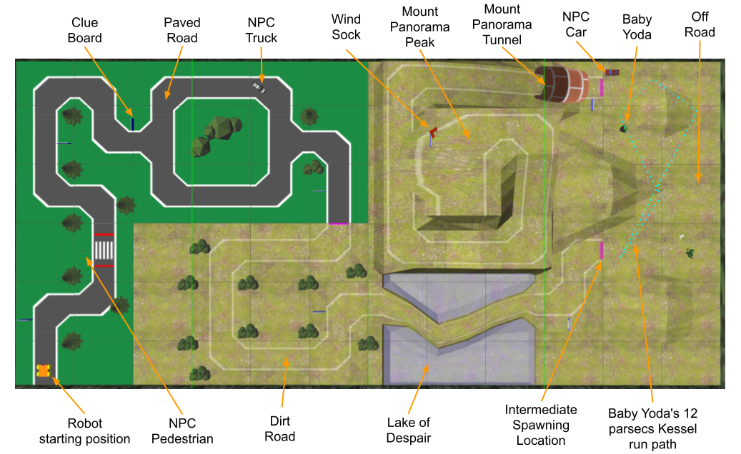 Clue
Board
Paved
Road
NPC
Truck
Wind
Sock
Mount
Panorama
Peak
Mount
Panorama
Tunnel
NPC
Car
Baby
Yoda
Off
Road
Robot
starting position
NPC
Pedestrian
Dirt
Road
Lake of
Despair
Intermediate
Spawning
Location
Baby Yoda's 12
parsecs Kessel
run path